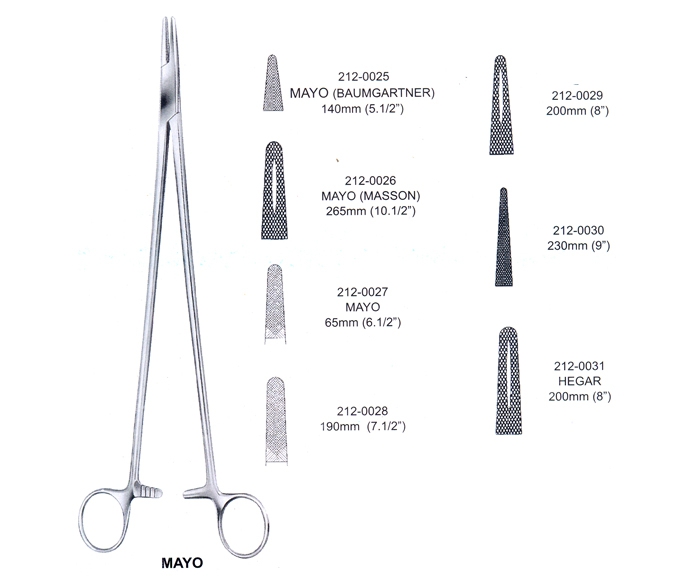 212-0025
MAYO (BAUMGARTNER)
140mm (5.1/2")
212-0026
MAYO (MASSON)
265mm (10.1/2")
212-0027
MAYO
65mm (6.1/2")
212-0028
190mm (7.1/2")
212-0029
200mm (8")
212-0030
230mm (9")
212-0031
HEGAR
200mm (8")
MAYO